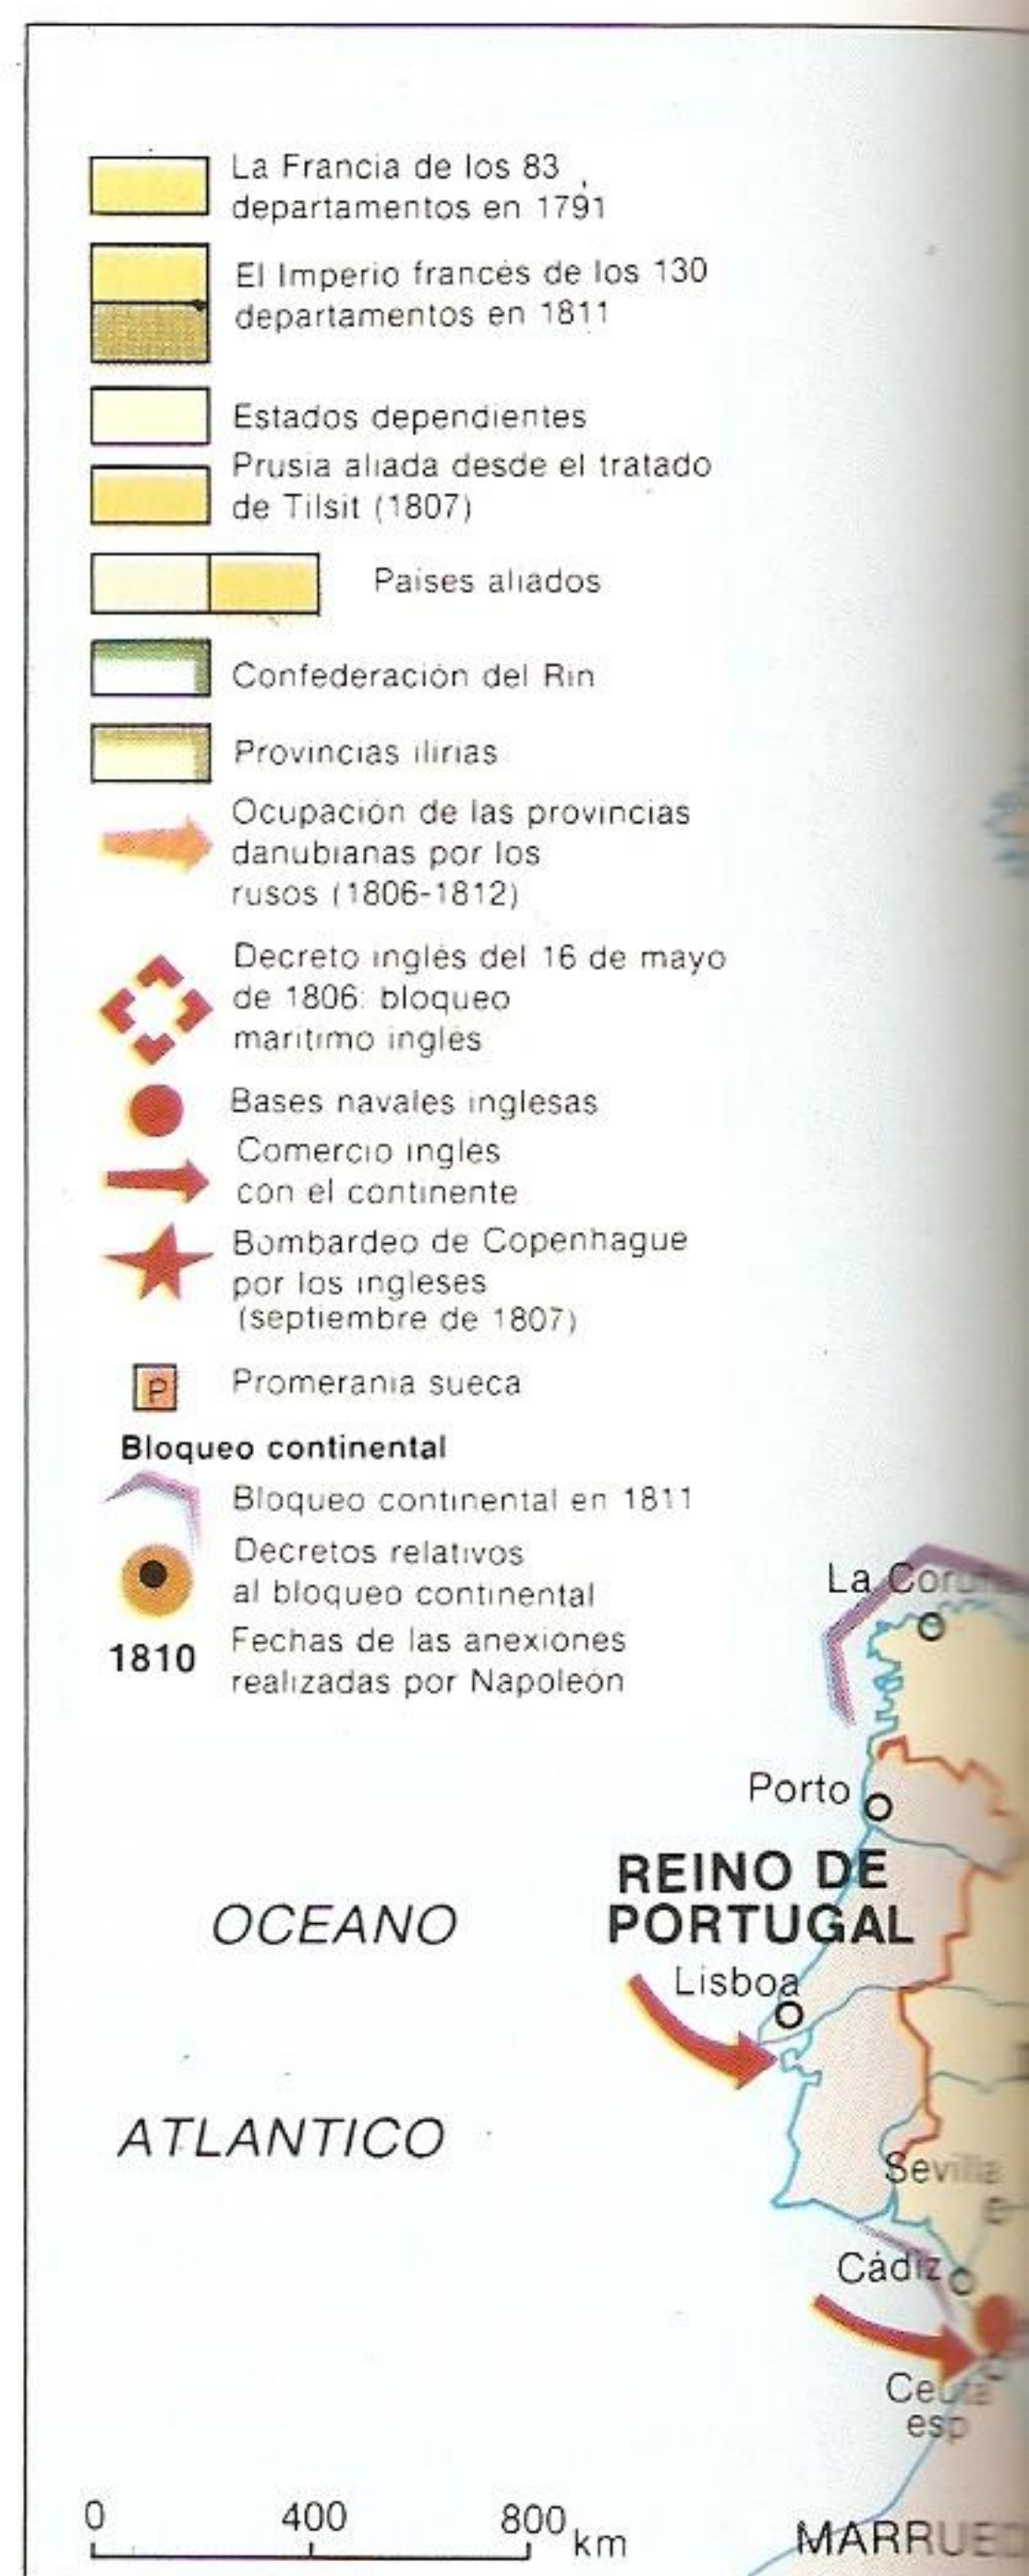 La Francia de los 83
departamentos en 1791
El Imperio francés de los 130
departamentos en 1811
Estados dependientes
Prusia aliada desde el tratado
de Tilsit (1807)
Paises aliados
Confederación del Rin
Provincias ilirias
Ocupación de las provincias
danubianas por los
rusos (1806-1812)
Decreto inglés del 16 de mayo
de 1806: bloqueo
marítimo inglés
Bases navales inglesas
Comercio inglés
con el continente
Bombardeo de Copenhague
por los ingleses
(septiembre de 1807)
P Promerania sueca
Bloqueo continental
Bloqueo continental en 1811
Decretos relativos
al bloqueo continental
1810 Fechas de las anexiones
realizadas por Napoleón
La Coruña
Porto
REINO DE
PORTUGAL
OCEANO
Lisboa
ATLANTICO
Sevilla
Cádiz
Ceuta
esp
0 400 800 km
MARRUED